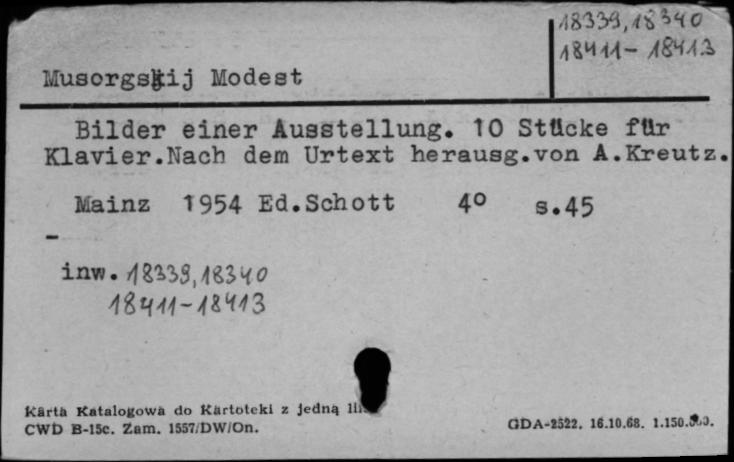 18339, 18340
18411-18413
Musorgskij Modest
Bilder einer Ausstellung. 10 Stücke für
Klavier.Nach dem Urtext herausg.von A.Kreutz.
Mainz 1954 Ed.Schott 4° s.45
-
inw. 18339, 18340
18411-18413
Karta Katalogowa do Kartoteki z jedną
CWD B-15c. Zam. 1557/DW/On.
GDA-2522. 16.10.68.